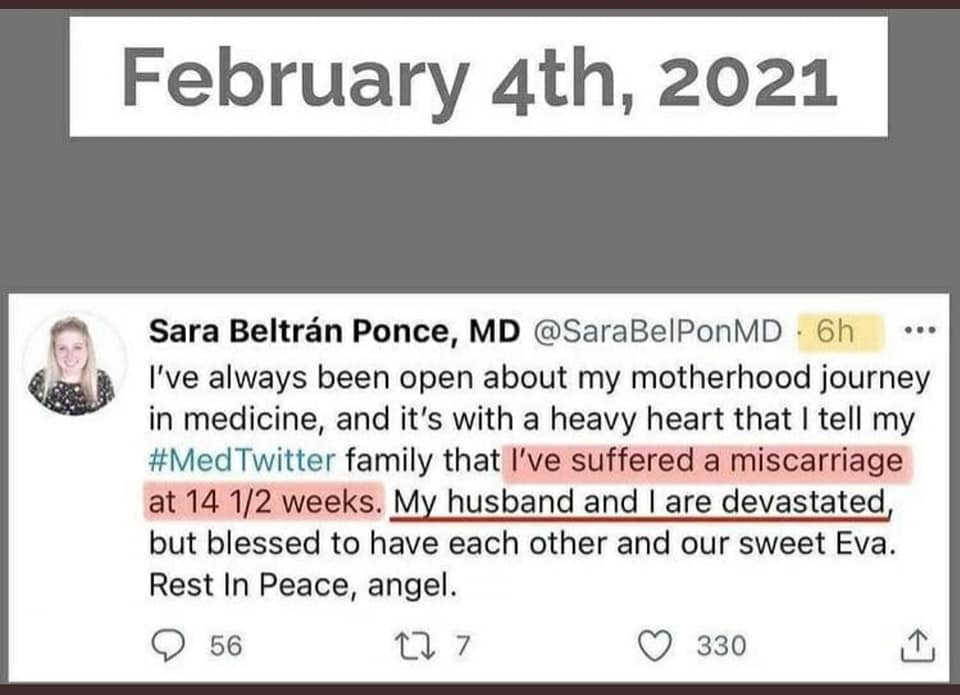 February 4th, 2021
Sara Beltrán Ponce, MD @SaraBelPonMD · 6h
I've always been open about my motherhood journey
in medicine, and it's with a heavy heart that I tell my
#MedTwitter family that I've suffered a miscarriage
at 14 1/2 weeks. My husband and I are devastated,
but blessed to have each other and our sweet Eva.
Rest In Peace, angel.
56 7 330